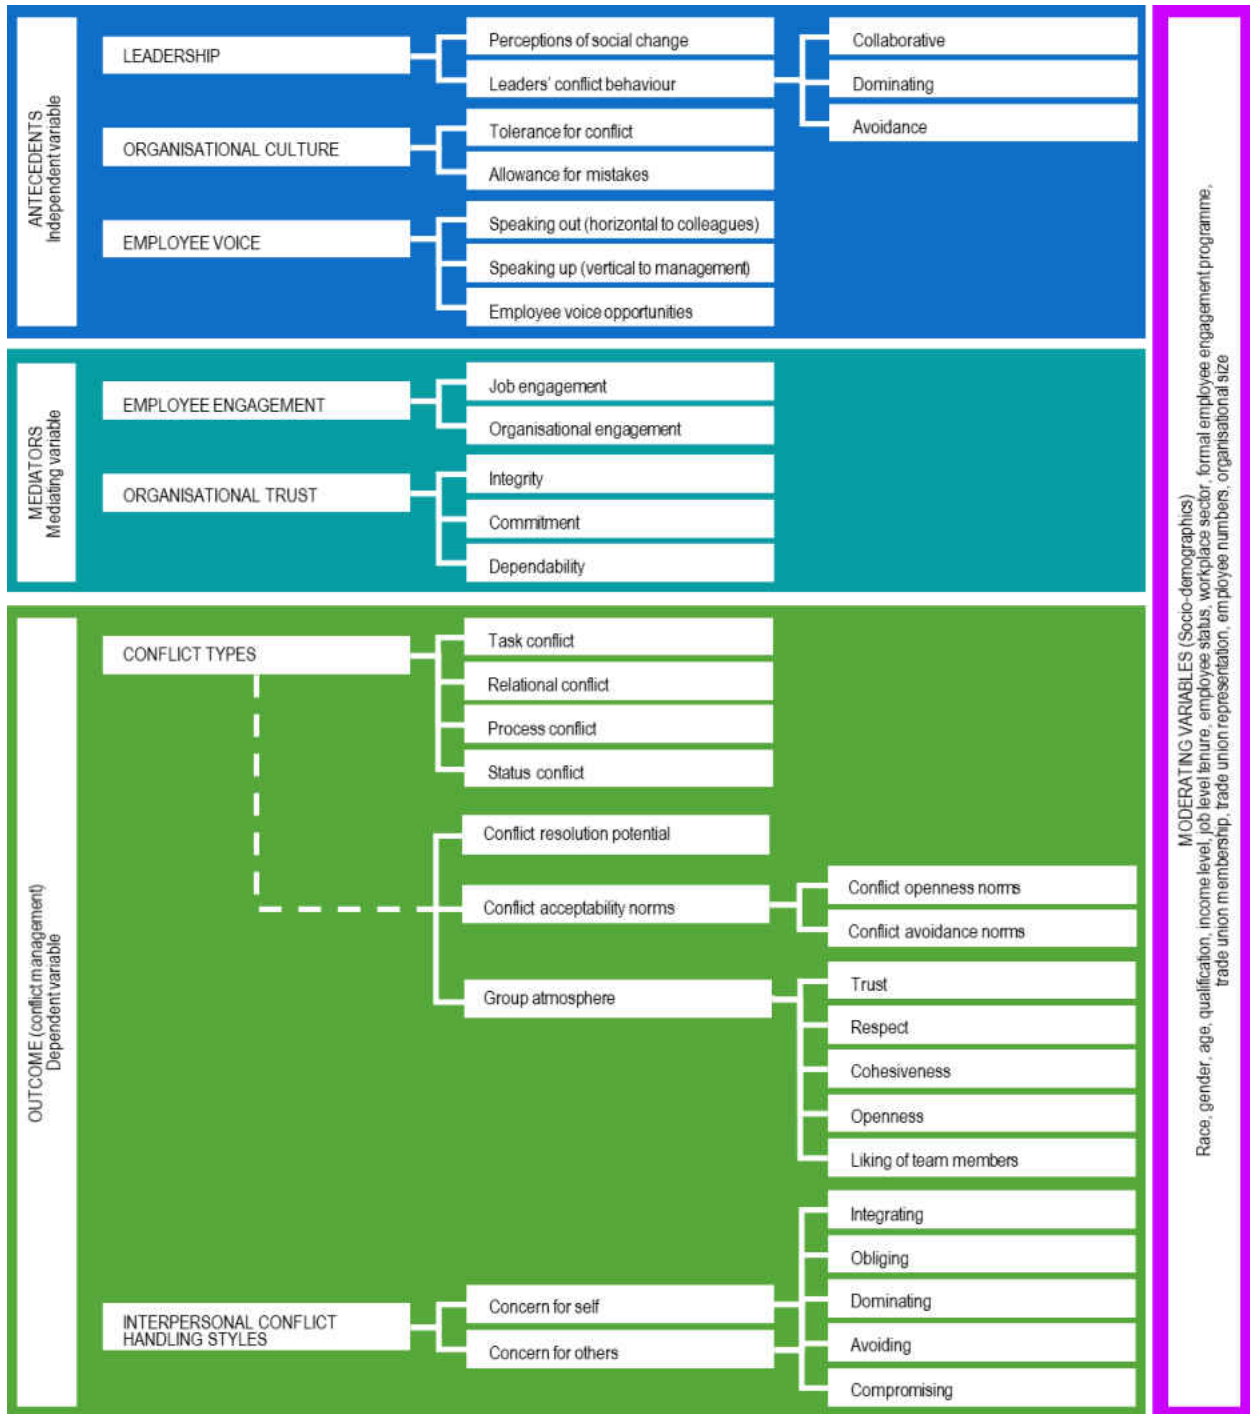 ANTECEDENTS
Independent variable
LEADERSHIP
Perceptions of social change
Leaders' conflict behaviour
Collaborative
Dominating
Avoidance
ORGANISATIONAL CULTURE
Tolerance for conflict
Allowance for mistakes
EMPLOYEE VOICE
Speaking out (horizontal to colleagues)
Speaking up (vertical to management)
Employee voice opportunities
MEDIATORS
Mediating variable
EMPLOYEE ENGAGEMENT
Job engagement
Organisational engagement
ORGANISATIONAL TRUST
Integrity
Commitment
Dependability
OUTCOME (conflict management)
Dependent variable
CONFLICT TYPES
Task conflict
Relational conflict
Process conflict
Status conflict
Conflict resolution potential
Conflict acceptability norms
Conflict openness norms
Conflict avoidance norms
Group atmosphere
Trust
Respect
Cohesiveness
Openness
Liking of team members
INTERPERSONAL CONFLICT
HANDLING STYLES
Concern for self
Concern for others
Integrating
Obliging
Dominating
Avoiding
Compromising
MODERATING VARIABLES (Socio-demographics)
Race, gender, age, qualification, income level, job level tenure, employee status, workplace sector, formal employee engagement programme,
trade union membership, trade union representation, employee numbers, organisational size